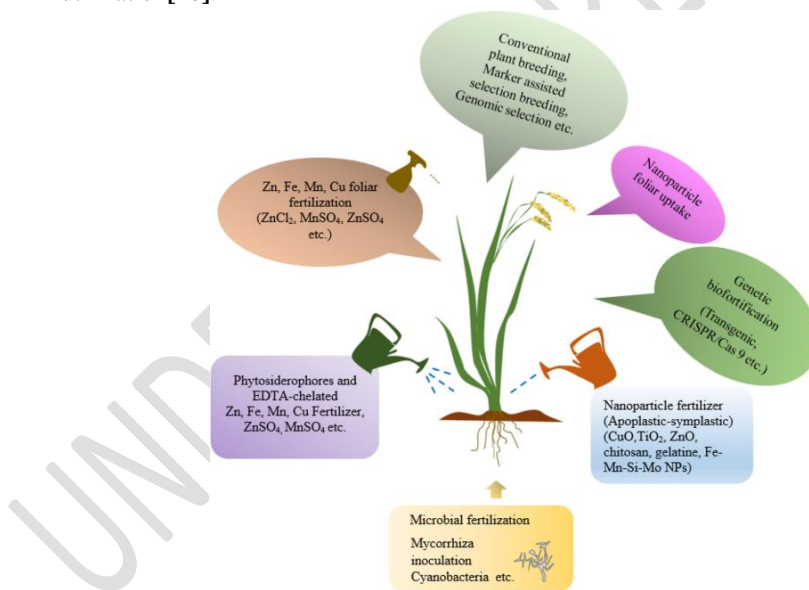 Conventional
plant breeding,
Marker assisted
selection breeding,
Genomic selection etc.
Zn, Fe, Mn, Cu foliar
fertilization
(ZnCl₂, MnSO₄, ZnSO₄
etc.)
Nanoparticle
foliar uptake
Genetic
biofortification
(Transgenic,
CRISPR/Cas 9 etc.)
Phytosiderophores and
EDTA-chelated
Zn, Fe, Mn, Cu Fertilizer,
ZnSO₄, MnSO₄ etc.
Nanoparticle fertilizer
(Apoplastic-symplastic)
(CuO,TiO₂, ZnO,
chitosan, gelatine, Fe-
Mn-Si-Mo NPs)
Microbial fertilization
Mycorrhiza
inoculation
Cyanobacteria etc.